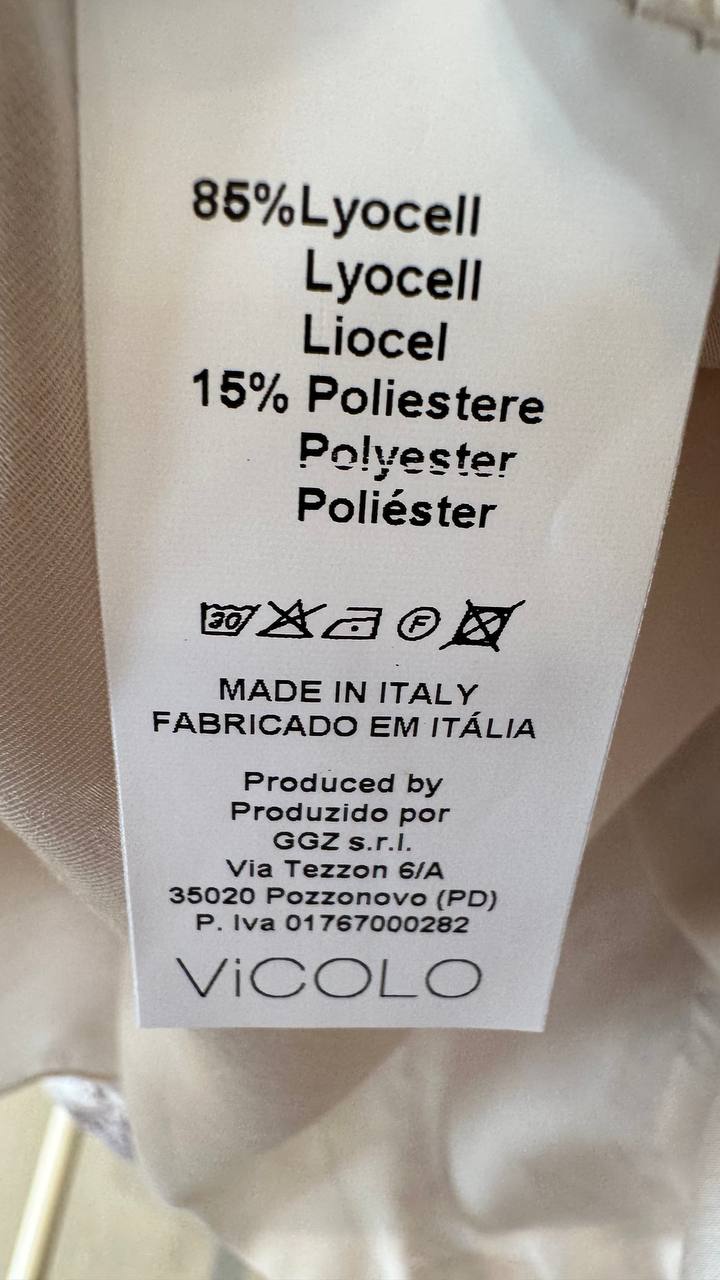 85%Lyocell
Lyocell
Liocel
15% Poliestere
Polyester
Poliéster
30 F
MADE IN ITALY
FABRICADO EM ITÁLIA
Produced by
Produzido por
GGZ s.r.l.
Via Tezzon 6/A
35020 Pozzonovo (PD)
P. Iva 01767000282
ViCOLO